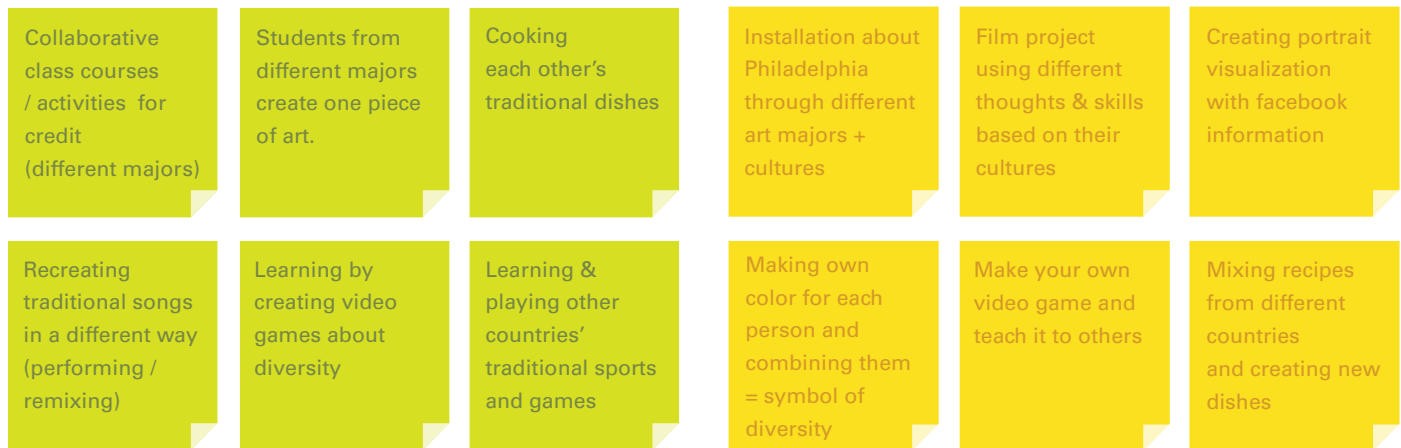 Collaborative
class courses
/ activities for
credit
(different majors)
Students from
different majors
create one piece
of art.
Cooking
each other’s
traditional dishes
Installation about
Philadelphia
through different
art majors +
cultures
Film project
using different
thoughts & skills
based on their
cultures
Creating portrait
visualization
with facebook
information
Recreating
traditional songs
in a different way
(performing /
remixing)
Learning by
creating video
games about
diversity
Learning &
playing other
countries’
traditional sports
and games
Making own
color for each
person and
combining them
= symbol of
diversity
Make your own
video game and
teach it to others
Mixing recipes
from different
countries
and creating new
dishes